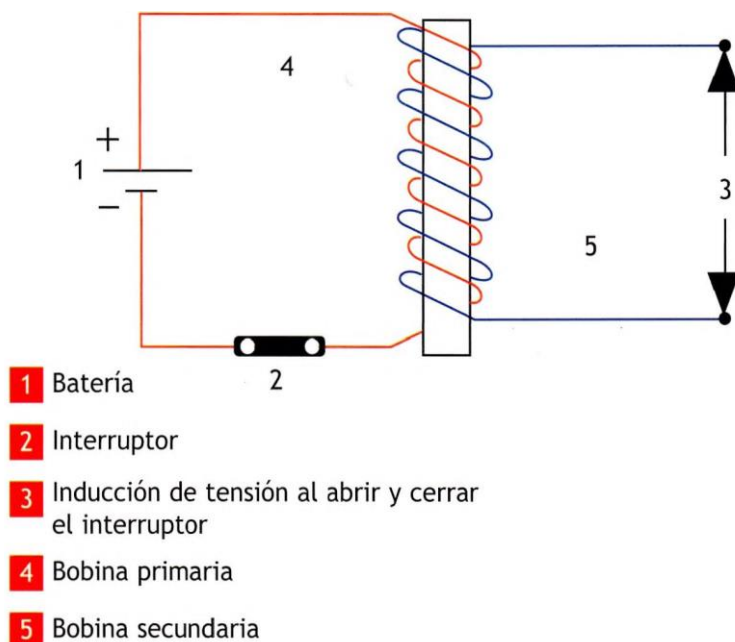 4
+
1
−
3
5
2
1 Batería
2 Interruptor
3 Inducción de tensión al abrir y cerrar
el interruptor
4 Bobina primaria
5 Bobina secundaria